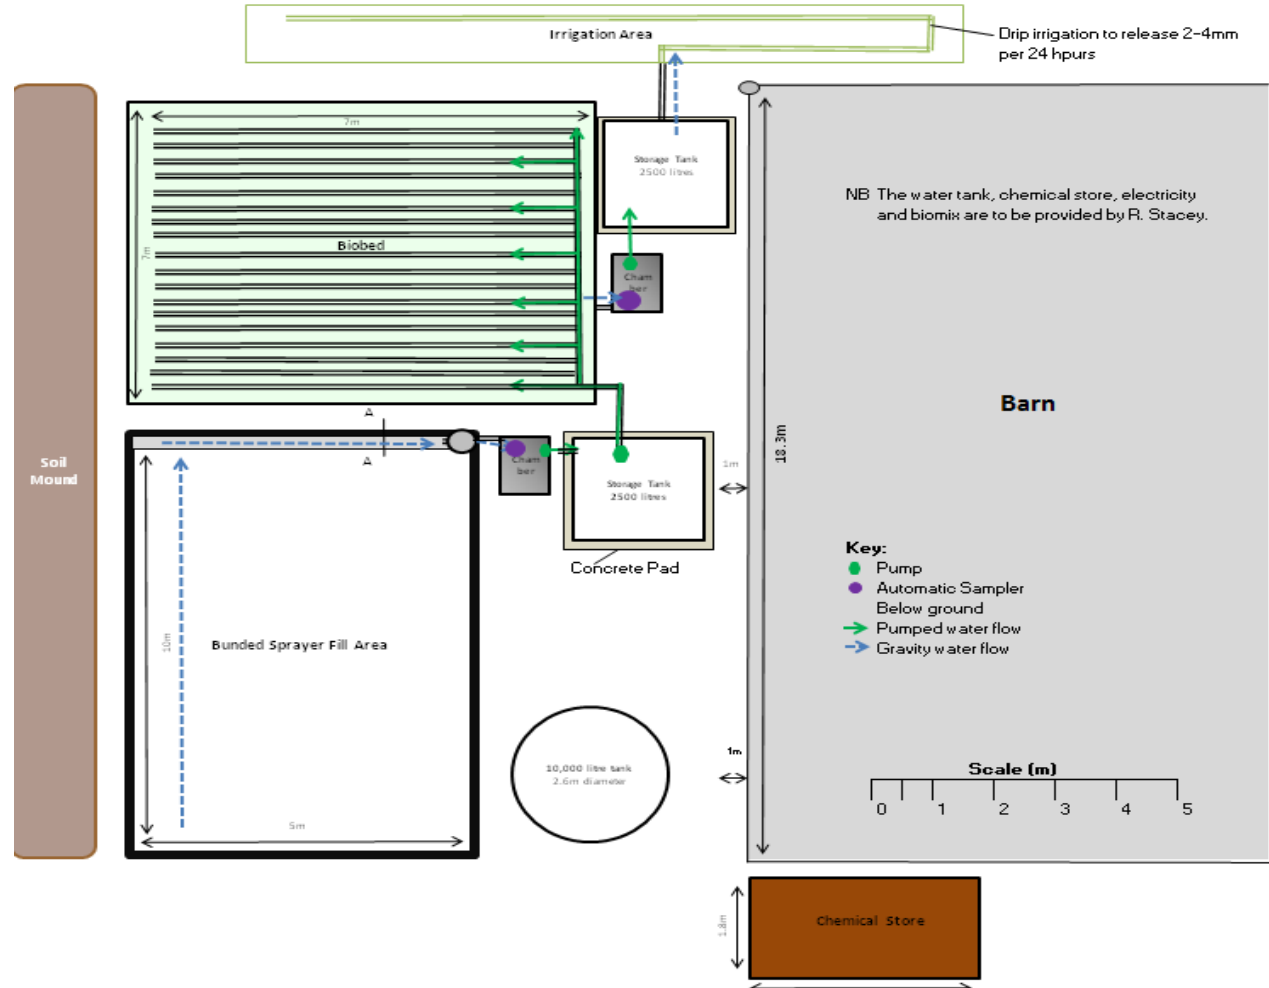 Irrigation Area
Drip irrigation to release 2-4mm
per 24 hpurs
7m
Storage Tank
2500 litres
NB The water tank, chemical store, electricity
and biomix are to be provided by R. Stacey.
7m
Biobed
Cham
ber
Barn
A
A
18.3m
Soil
Mound
Cham
ber
Storage Tank
2500 litres
1m
Concrete Pad
Key:
Pump
Automatic Sampler
Below ground
Pumped water flow
Gravity water flow
10m
Bunded Sprayer Fill Area
1m
10,000 litre tank
2.6m diameter
Scale (m)
0 1 2 3 4 5
5m
1.8m
Chemical Store